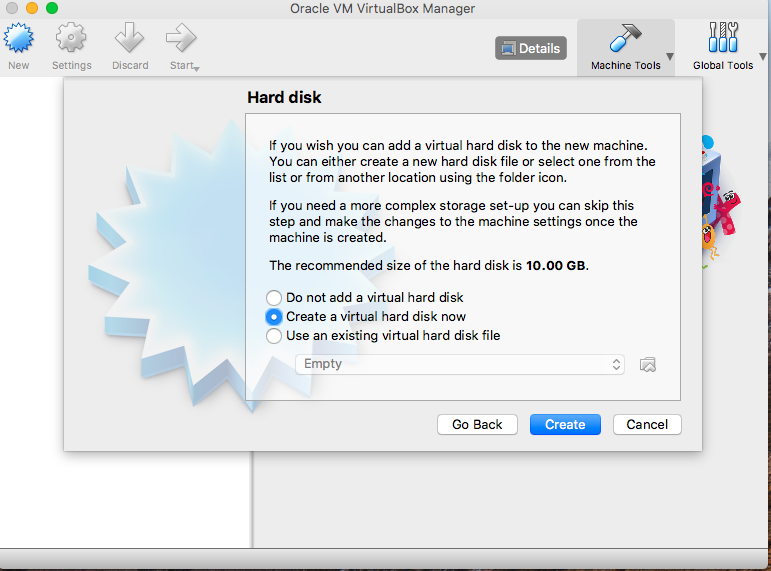 Oracle VM VirtualBox Manager
New
Settings
Discard
Start
Details
Machine Tools
Global Tools
Hard disk
If you wish you can add a virtual hard disk to the new machine.
You can either create a new hard disk file or select one from the
list or from another location using the folder icon.
If you need a more complex storage set-up you can skip this
step and make the changes to the machine settings once the
machine is created.
The recommended size of the hard disk is 10.00 GB.
Do not add a virtual hard disk
Create a virtual hard disk now
Use an existing virtual hard disk file
Empty
Go Back
Create
Cancel